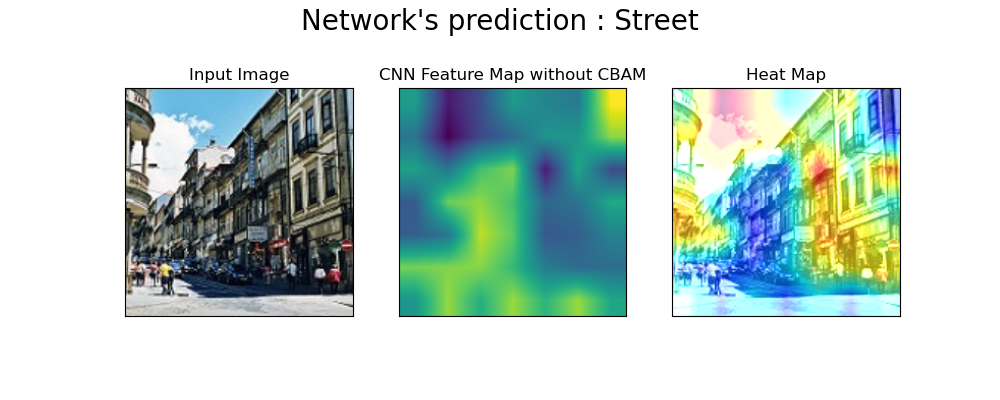 Network's prediction : Street
Input Image
CNN Feature Map without CBAM
Heat Map